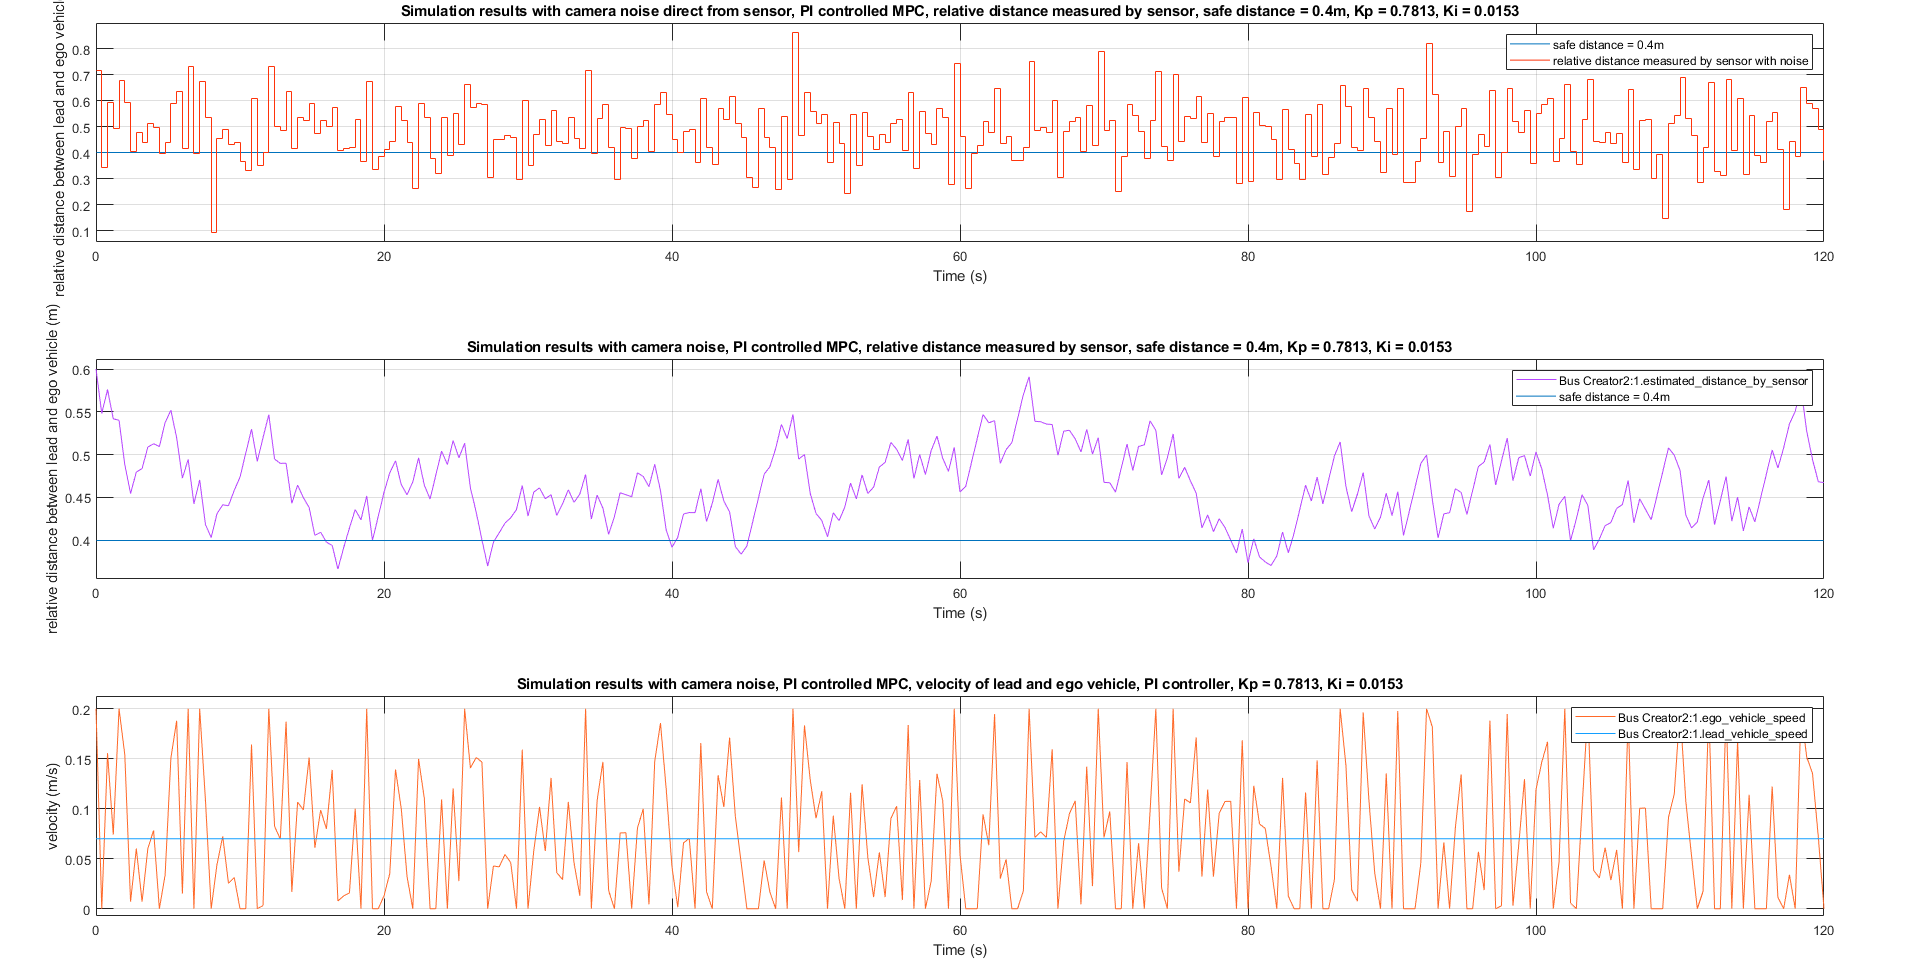 Simulation results with camera noise direct from sensor, PI controlled MPC, relative distance measured by sensor, safe distance = 0.4m, Kp = 0.7813, Ki = 0.0153
relative distance between lead and ego vehicle
0.8
0.7
0.6
0.5
0.4
0.3
0.2
0.1
safe distance = 0.4m
relative distance measured by sensor with noise
0 20 40 60 80 100 120
Time (s)
Simulation results with camera noise, PI controlled MPC, relative distance measured by sensor, safe distance = 0.4m, Kp = 0.7813, Ki = 0.0153
relative distance between lead and ego vehicle (m)
0.6
0.55
0.5
0.45
0.4
Bus Creator2:1.estimated_distance_by_sensor
safe distance = 0.4m
0 20 40 60 80 100 120
Time (s)
Simulation results with camera noise, PI controlled MPC, velocity of lead and ego vehicle, PI controller, Kp = 0.7813, Ki = 0.0153
velocity (m/s)
0.2
0.15
0.1
0.05
0
Bus Creator2:1.ego_vehicle_speed
Bus Creator2:1.lead_vehicle_speed
0 20 40 60 80 100 120
Time (s)